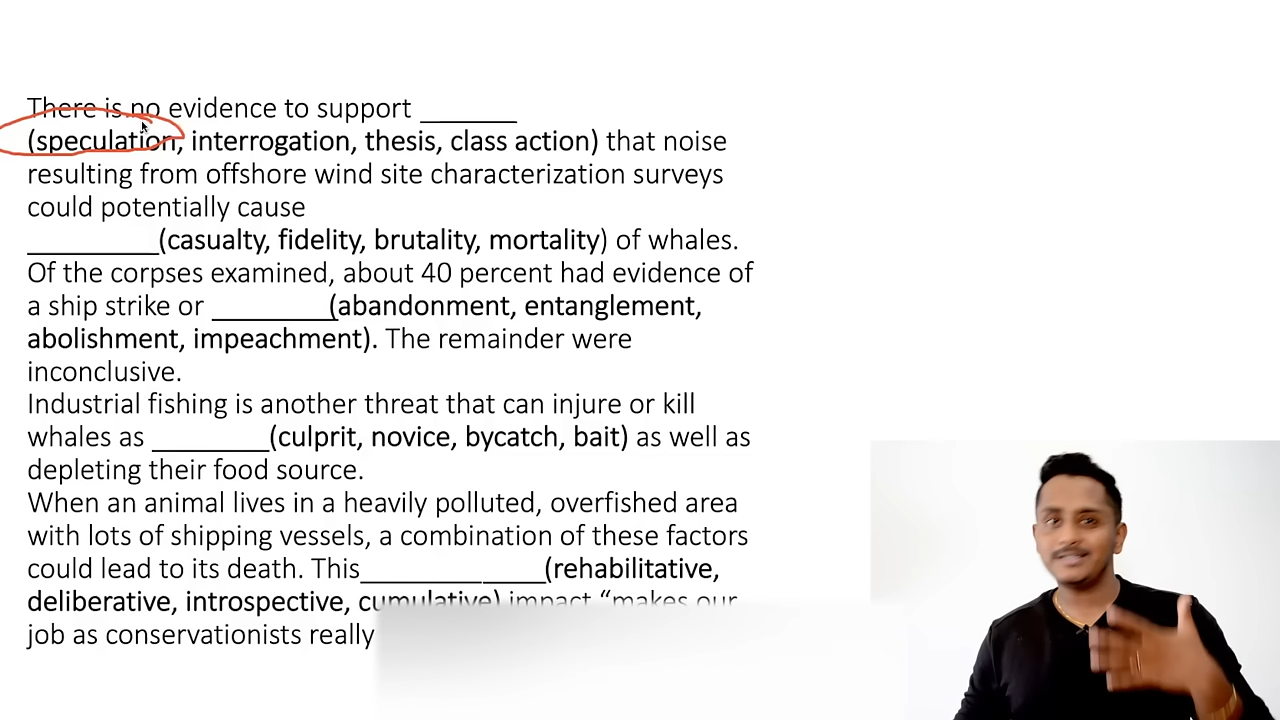 There is no evidence to support _______
(speculation, interrogation, thesis, class action) that noise
resulting from offshore wind site characterization surveys
could potentially cause
_________(casualty, fidelity, brutality, mortality) of whales.
Of the corpses examined, about 40 percent had evidence of
a ship strike or _________(abandonment, entanglement,
abolishment, impeachment). The remainder were
inconclusive.
Industrial fishing is another threat that can injure or kill
whales as ________(culprit, novice, bycatch, bait) as well as
depleting their food source.
When an animal lives in a heavily polluted, overfished area
with lots of shipping vessels, a combination of these factors
could lead to its death. This_____________(rehabilitative,
deliberative, introspective, cumulative) impact “makes our
job as conservationists really